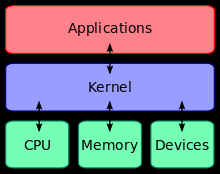 Applications
Kernel
CPU Memory Devices